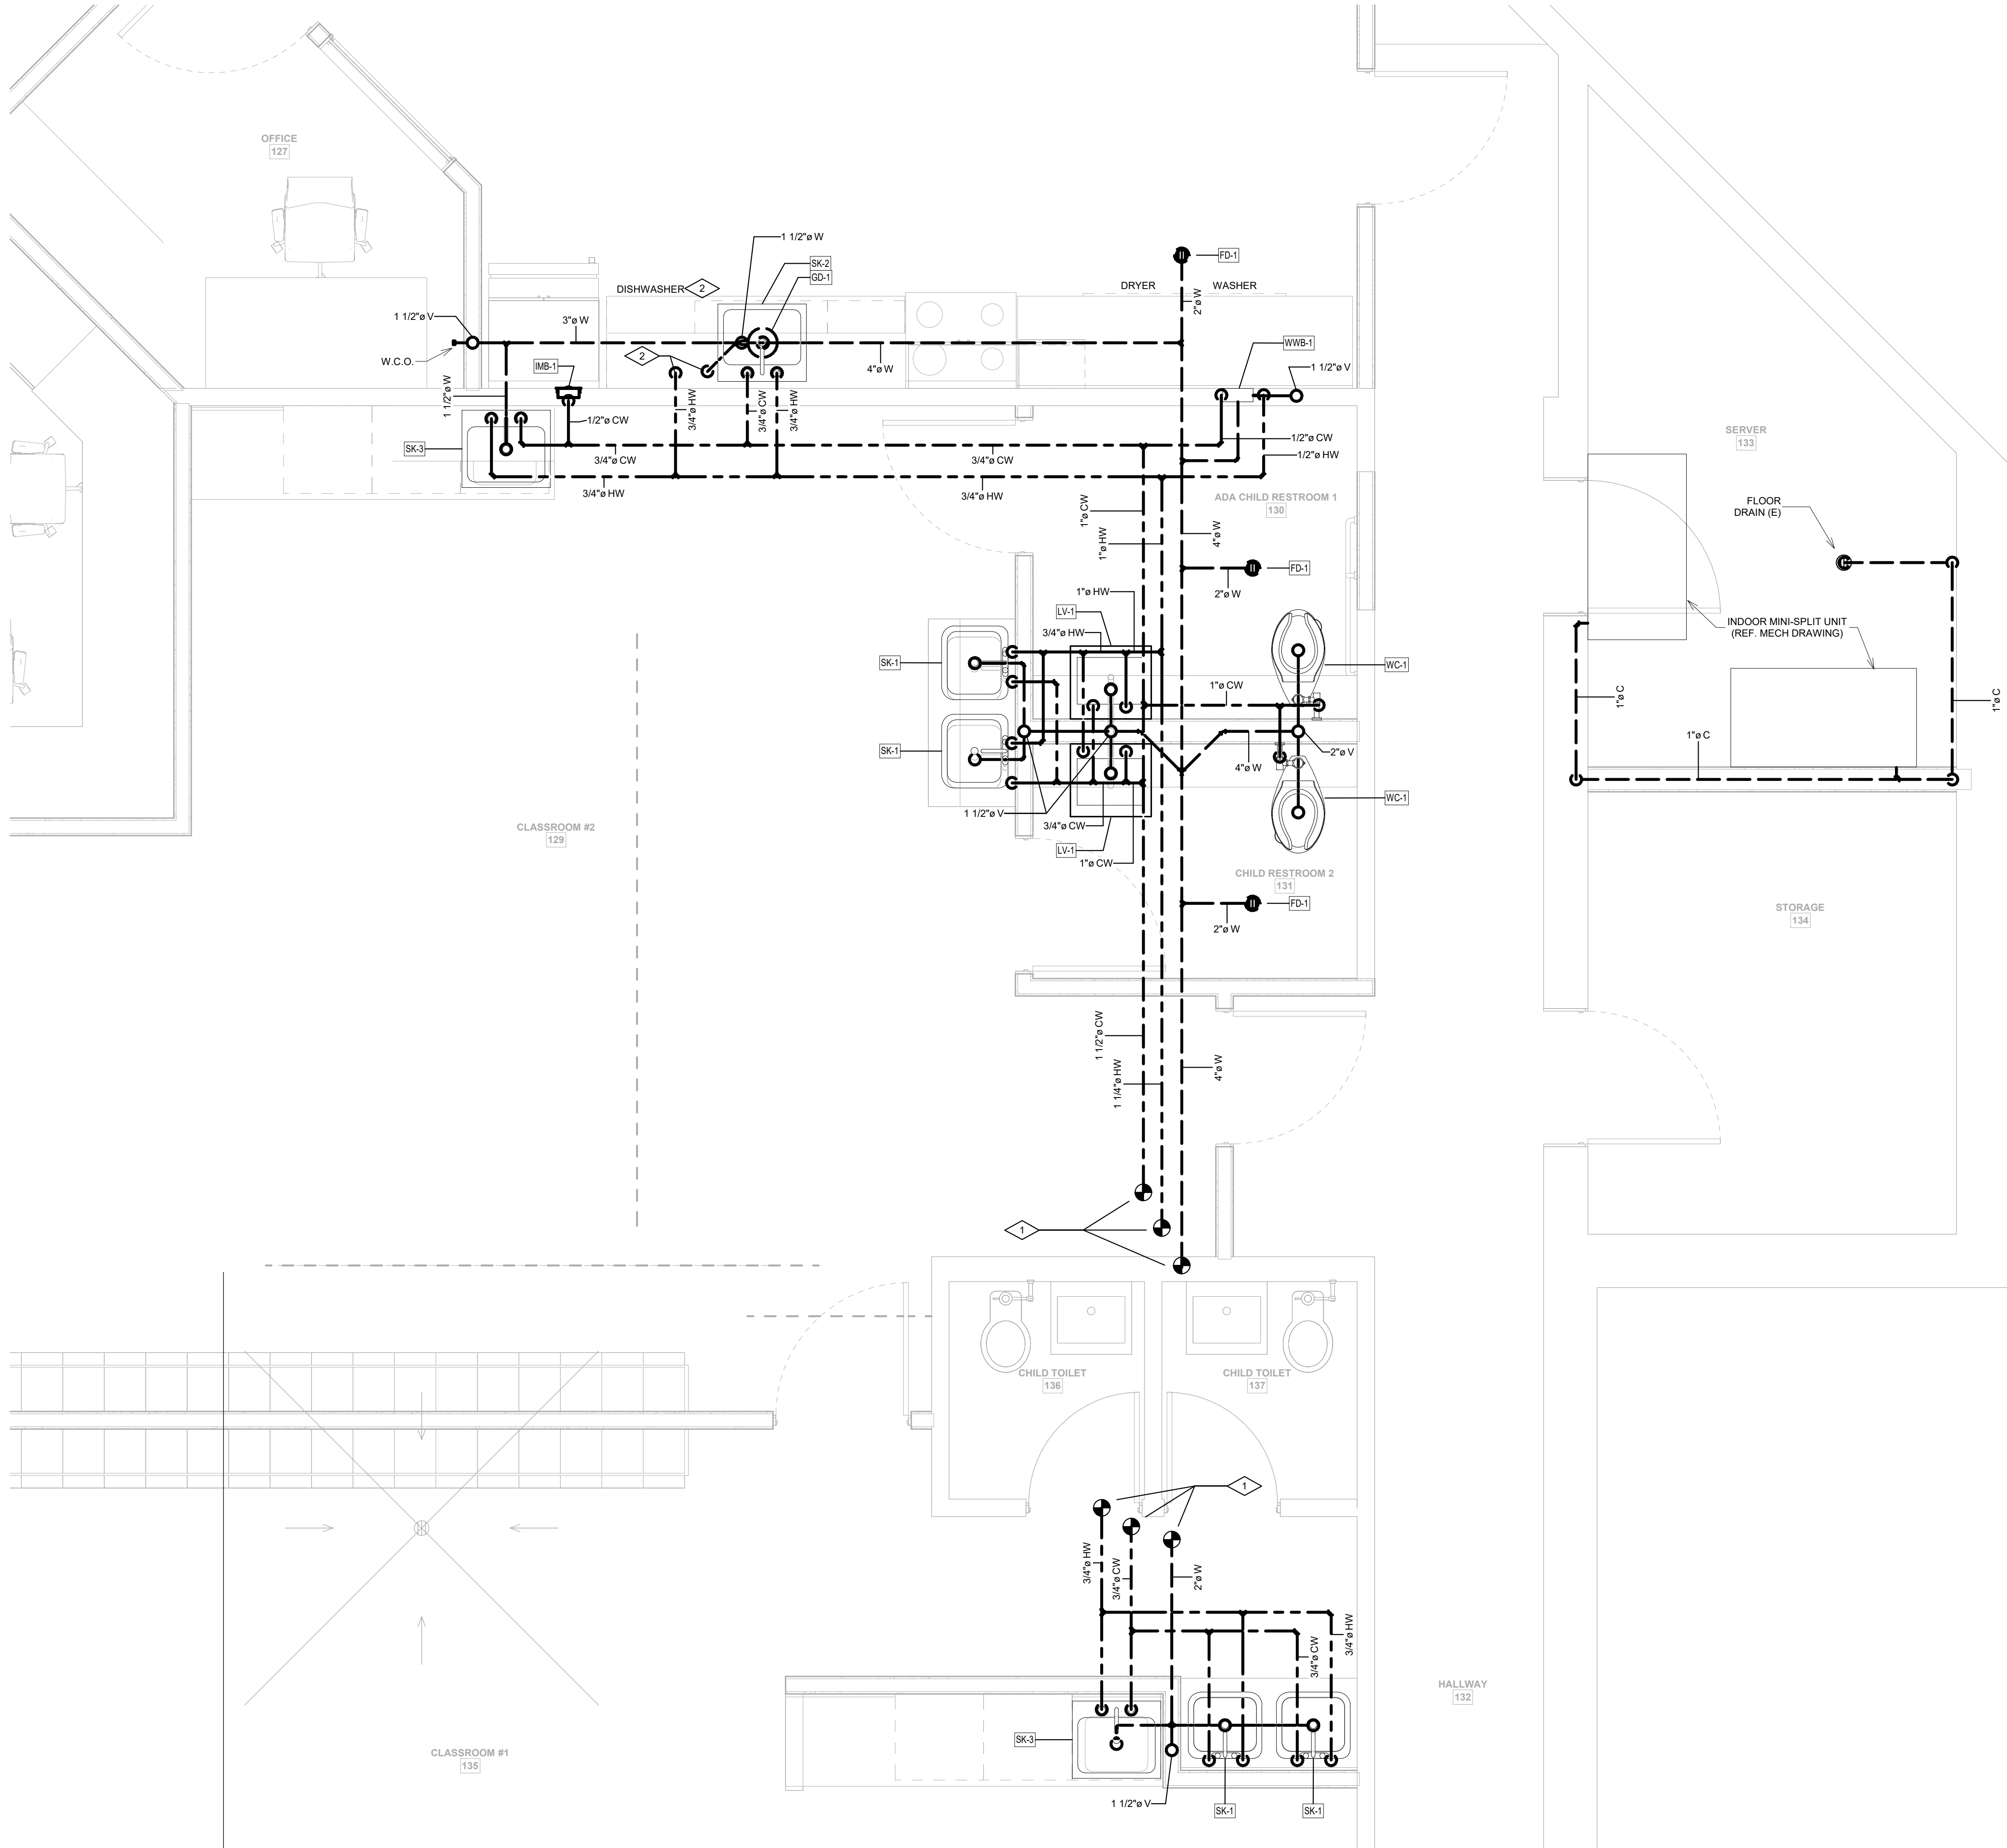 OFFICE
127
1 1/2"ø W
SK-2
GD-1
FD-1
DISHWASHER
2
DRYER
WASHER
2"ø W
1 1/2"ø V
3"ø W
W.C.O.
2
IMB-1
4"ø W
WWB-1
1 1/2"ø V
1 1/2"ø W
3/4"ø HW
3/4"ø CW
3/4"ø HW
1/2"ø CW
SK-3
1/2"ø CW
1/2"ø HW
3/4"ø CW
3/4"ø CW
3/4"ø HW
3/4"ø HW
SERVER
133
ADA CHILD RESTROOM 1
130
1"ø CW
1"ø HW
4"ø W
FLOOR
DRAIN (E)
FD-1
2"ø W
1"ø HW
LV-1
3/4"ø HW
INDOOR MINI-SPLIT UNIT
(REF. MECH DRAWING)
SK-1
WC-1
1"ø CW
1"ø C
1"ø C
SK-1
2"ø V
4"ø W
1"ø C
WC-1
1 1/2"ø V
3/4"ø CW
CLASSROOM #2
129
LV-1
1"ø CW
CHILD RESTROOM 2
131
FD-1
2"ø W
STORAGE
134
1 1/2"ø CW
1 1/4"ø HW
4"ø W
1
CHILD TOILET
136
CHILD TOILET
137
1
3/4"ø HW
3/4"ø CW
2"ø W
3/4"ø HW
3/4"ø CW
HALLWAY
132
SK-3
CLASSROOM #1
135
1 1/2"ø V
SK-1
SK-1